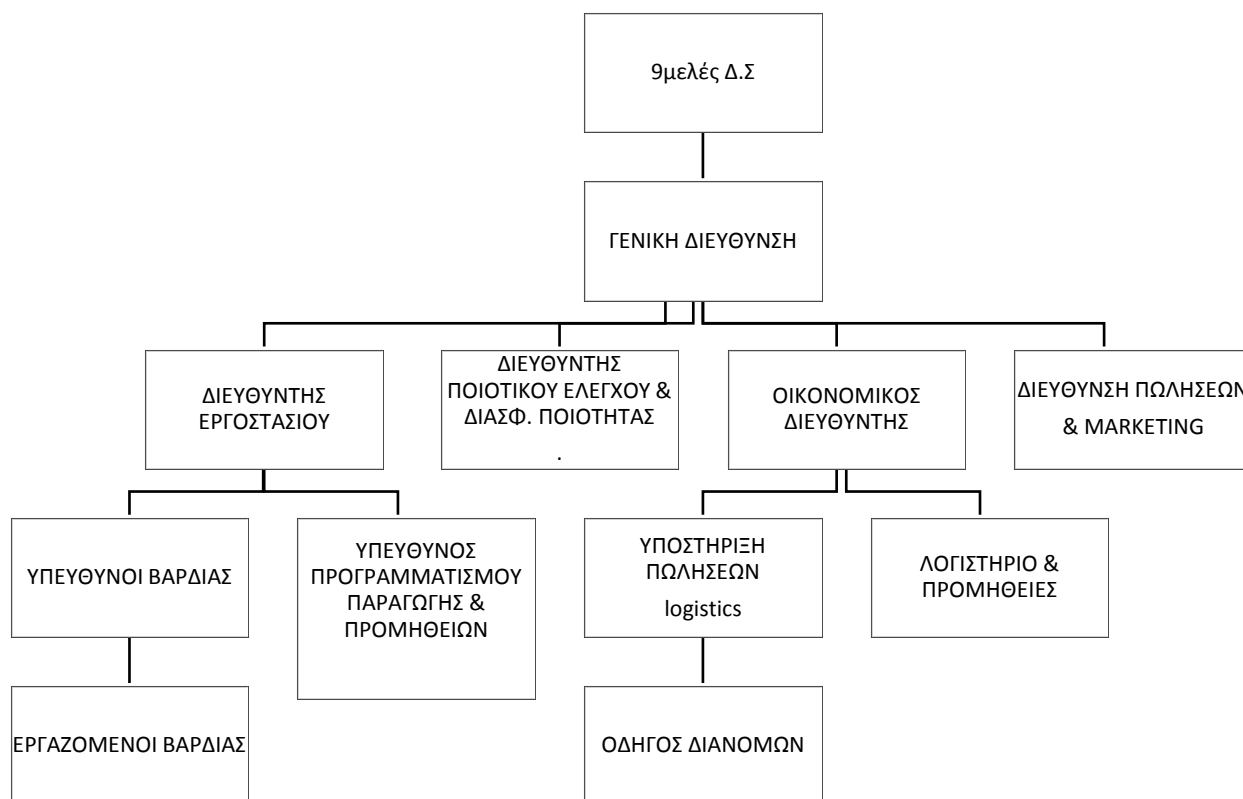 9μελές Δ.Σ
ΓΕΝΙΚΗ ΔΙΕΥΘΥΝΣΗ
ΔΙΕΥΘΥΝΤΗΣ
ΕΡΓΟΣΤΑΣΙΟΥ
ΔΙΕΥΘΥΝΤΗΣ
ΠΟΙΟΤΙΚΟΥ ΕΛΕΓΧΟΥ &
ΔΙΑΣΦ. ΠΟΙΟΤΗΤΑΣ
.
ΟΙΚΟΝΟΜΙΚΟΣ
ΔΙΕΥΘΥΝΤΗΣ
ΔΙΕΥΘΥΝΣΗ ΠΩΛΗΣΕΩΝ
& MARKETING
ΥΠΕΥΘΥΝΟΙ ΒΑΡΔΙΑΣ
ΥΠΕΥΘΥΝΟΣ
ΠΡΟΓΡΑΜΜΑΤΙΣΜΟΥ
ΠΑΡΑΓΩΓΗΣ &
ΠΡΟΜΗΘΕΙΩΝ
ΥΠΟΣΤΗΡΙΞΗ
ΠΩΛΗΣΕΩΝ
logistics
ΛΟΓΙΣΤΗΡΙΟ &
ΠΡΟΜΗΘΕΙΕΣ
ΕΡΓΑΖΟΜΕΝΟΙ ΒΑΡΔΙΑΣ
ΟΔΗΓΟΣ ΔΙΑΝΟΜΩΝ